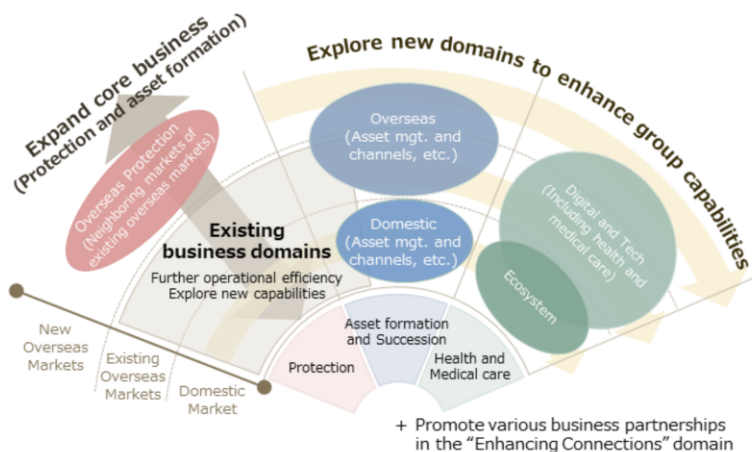 Expand core business
(Protection and asset formation)
Explore new domains to enhance group capabilities
Overseas Protection
(Neighboring markets of
existing overseas markets)
Overseas
(Asset mgt. and
channels, etc.)
Digital and Tech
(Including health and
medical care)
Existing
business domains
Further operational efficiency
Explore new capabilities
Domestic
(Asset mgt. and
channels, etc.)
Ecosystem
New
Overseas
Markets
Existing
Overseas
Markets
Domestic
Market
Protection
Asset formation
and Succession
Health and
Medical care
+ Promote various business partnerships
in the “Enhancing Connections” domain